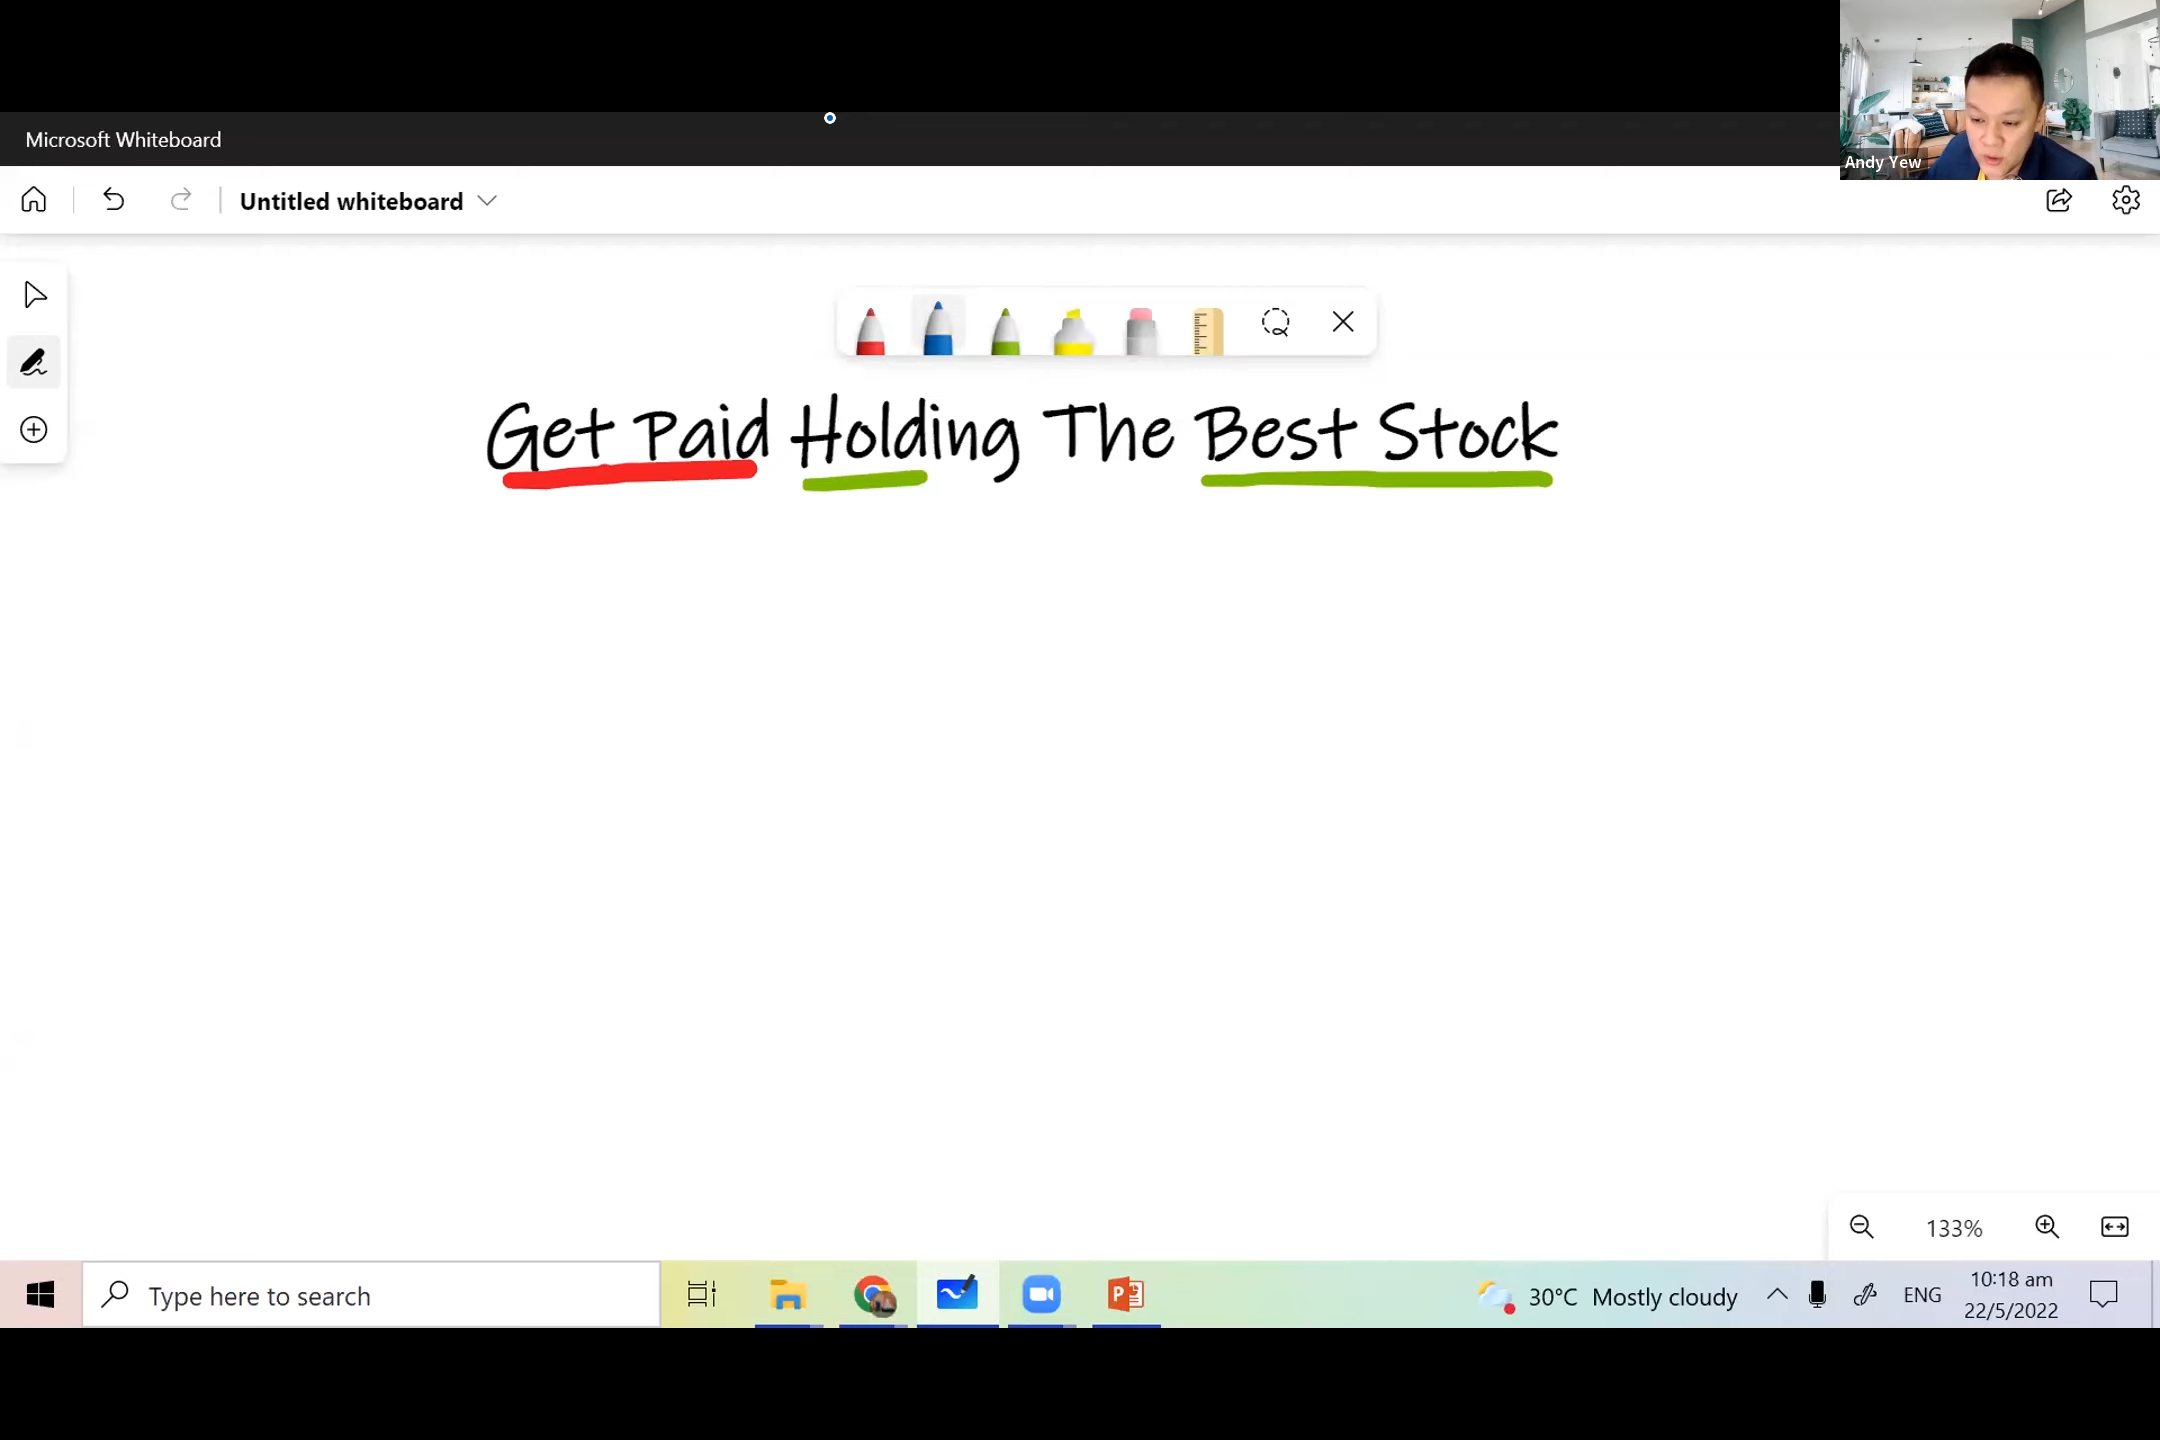 Andy Yew
Microsoft Whiteboard
Untitled whiteboard
Get Paid Holding The Best Stock
133%
Type here to search
30°C Mostly cloudy
ENG
10:18 am
22/5/2022